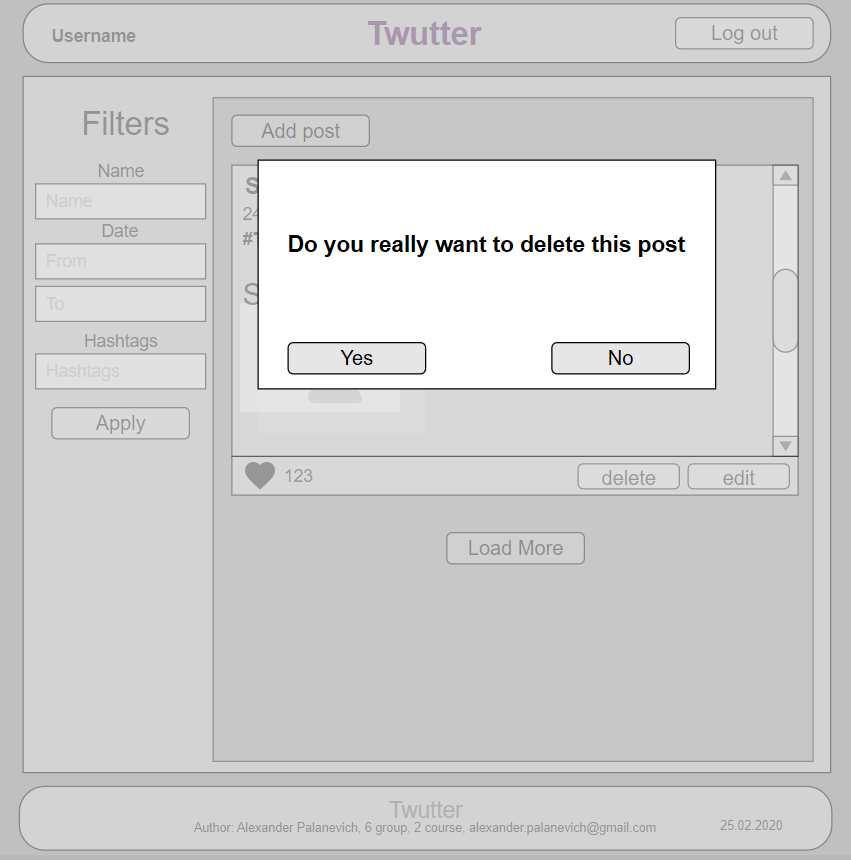 Username
Twutter
Log out
Filters
Add post
Name
Name
Date
From
To
Hashtags
Hashtags
Apply
S
24
#T
S
Do you really want to delete this post
Yes
No
123
delete
edit
Load More
Twutter
Author: Alexander Palanevich, 6 group, 2 course, alexander.palanevich@gmail.com
25.02.2020